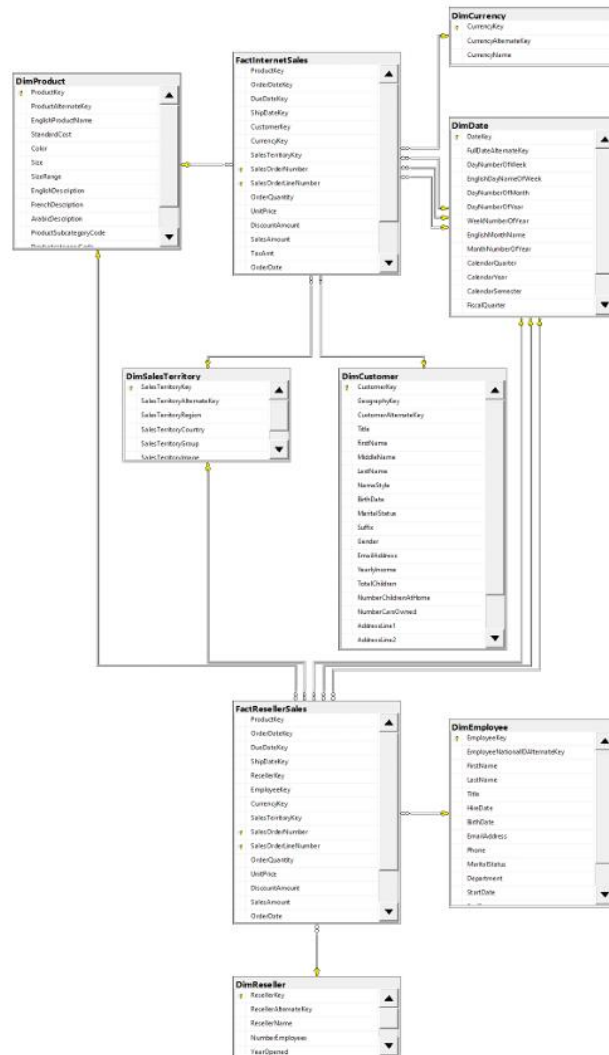 DimCurrency
CurrencyKey
CurrencyAlternateKey
CurrencyName
FactInternetSales
ProductKey
OrderDateKey
DueDateKey
ShipDateKey
CustomerKey
CurrencyKey
SalesTerritoryKey
SalesOrderNumber
SalesOrderLineNumber
OrderQuantity
UnitPrice
DiscountAmount
SalesAmount
TaxAmt
OrderDate
DimProduct
ProductKey
ProductAlternateKey
EnglishProductName
StandardCost
Color
Size
SizeRange
EnglishDescription
FrenchDescription
ArabicDescription
ProductSubcategoryCode
DimDate
DateKey
FullDateAlternateKey
DayNumberOfWeek
EnglishDayNameOfWeek
DayNumberOfMonth
DayNumberOfYear
WeekNumberOfYear
EnglishMonthName
MonthNumberOfYear
CalendarQuarter
CalendarYear
CalendarSemester
FiscalQuarter
DimSalesTerritory
SalesTerritoryKey
SalesTerritoryAlternateKey
SalesTerritoryRegion
SalesTerritoryCountry
SalesTerritoryGroup
SalesTerritoryImage
DimCustomer
CustomerKey
GeographyKey
CustomerAlternateKey
Title
FirstName
MiddleName
LastName
NameStyle
BirthDate
MaritalStatus
Suffix
Gender
EmailAddress
YearlyIncome
TotalChildren
NumberChildrenAtHome
NumberCarsOwned
AddressLine1
AddressLine2
FactResellerSales
ProductKey
OrderDateKey
DueDateKey
ShipDateKey
ResellerKey
EmployeeKey
CurrencyKey
SalesTerritoryKey
SalesOrderNumber
SalesOrderLineNumber
OrderQuantity
UnitPrice
DiscountAmount
SalesAmount
OrderDate
DimEmployee
EmployeeKey
EmployeeNationalIDAlternateKey
FirstName
LastName
Title
HireDate
BirthDate
EmailAddress
Phone
MaritalStatus
Department
StartDate
DimReseller
ResellerKey
ResellerAlternateKey
ResellerName
NumberEmployees
YearOpened